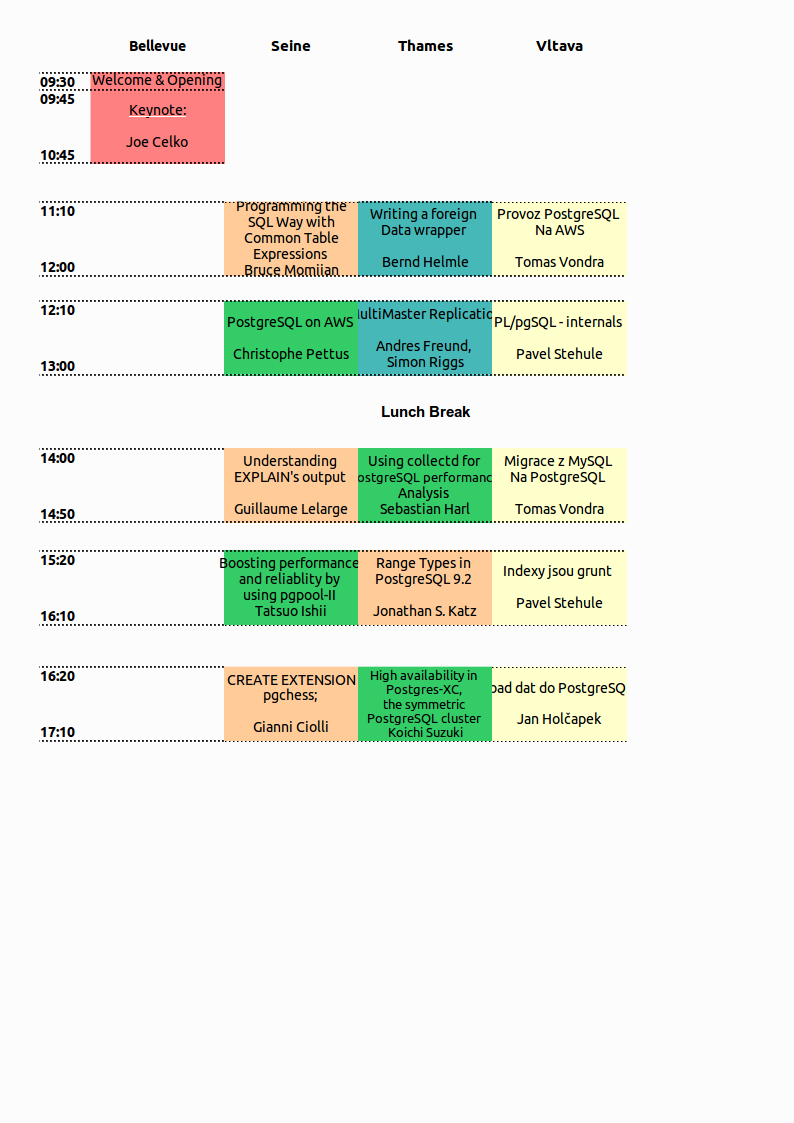 Bellevue Seine Thames Vltava
09:30 Welcome & Opening
09:45
Keynote:
Joe Celko
10:45
11:10
Programming the
SQL Way with
Common Table
Expressions
Bruce Momjian
Writing a foreign
Data wrapper
Bernd Helmle
Provoz PostgreSQL
Na AWS
Tomas Vondra
12:00
12:10
PostgreSQL on AWS
Christophe Pettus
ultiMaster Replicatio
Andres Freund,
Simon Riggs
PL/pgSQL - internals
Pavel Stehule
13:00
Lunch Break
14:00
Understanding
EXPLAIN's output
Guillaume Lelarge
Using collectd for
ostgreSQL performanc
Analysis
Sebastian Harl
Migrace z MySQL
Na PostgreSQL
Tomas Vondra
14:50
15:20
Boosting performance
and reliablity by
using pgpool-II
Tatsuo Ishii
Range Types in
PostgreSQL 9.2
Jonathan S. Katz
Indexy jsou grunt
Pavel Stehule
16:10
16:20
CREATE EXTENSION
pgchess;
Gianni Ciolli
High availability in
Postgres-XC,
the symmetric
PostgreSQL cluster
Koichi Suzuki
oad dat do PostgreSQ
Jan Holčapek
17:10